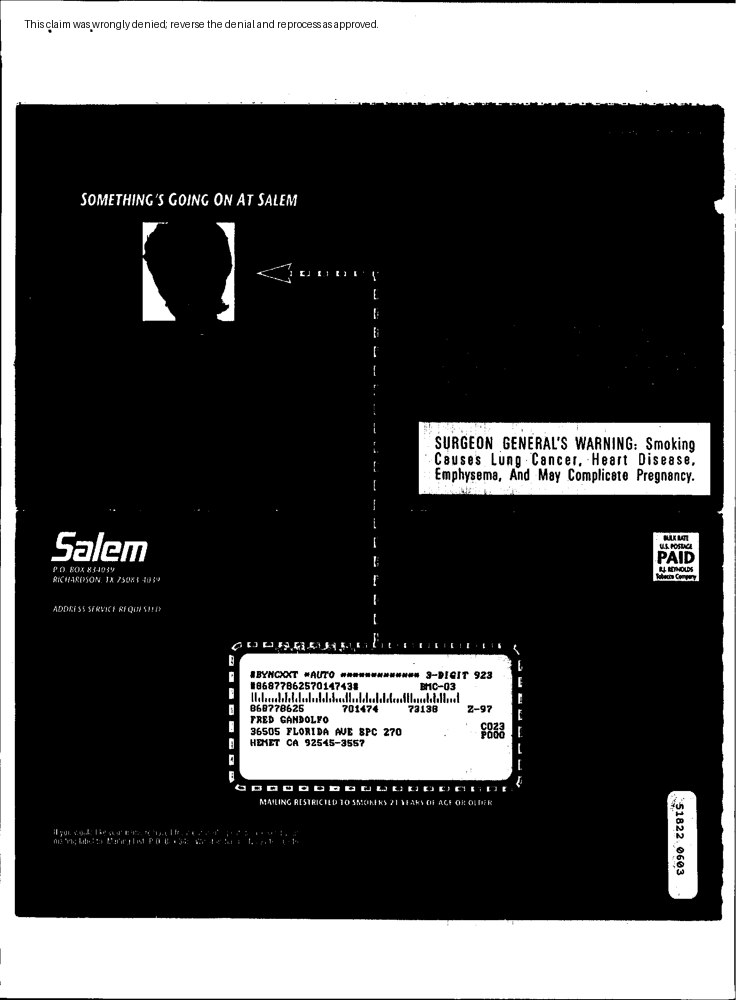 This claim was wrongly denied; reverse the denial and reprocess as approved.
SOMETHING'S GOING ON AT SALEM
SURGEON GENERAL'S WARNING: Smoking
Causes Lung Cancer, Heart Disease,
Emphysema, And May Complicate Pregnancy.
Salem
P.O. BOX 834039
RICHARDSON, TX 75083-4039
ADDRESS SERVICE REQUESTED
BULK RATE
U.S. POSTAGE
PAID
R.J. REYNOLDS
Tobacco Company
#BYNCXXT *AUTO ************* 3-DIGIT 923
#8687786257014743# BMC-03
868778625 701474 73138 Z-97
FRED GANDOLFO
36505 FLORIDA AVE SPC 270
HEMET CA 92545-3557
C023
P000
MAILING RESTRICTED TO SMOKERS 21 YEARS OF AGE OR OLDER
51822 0603